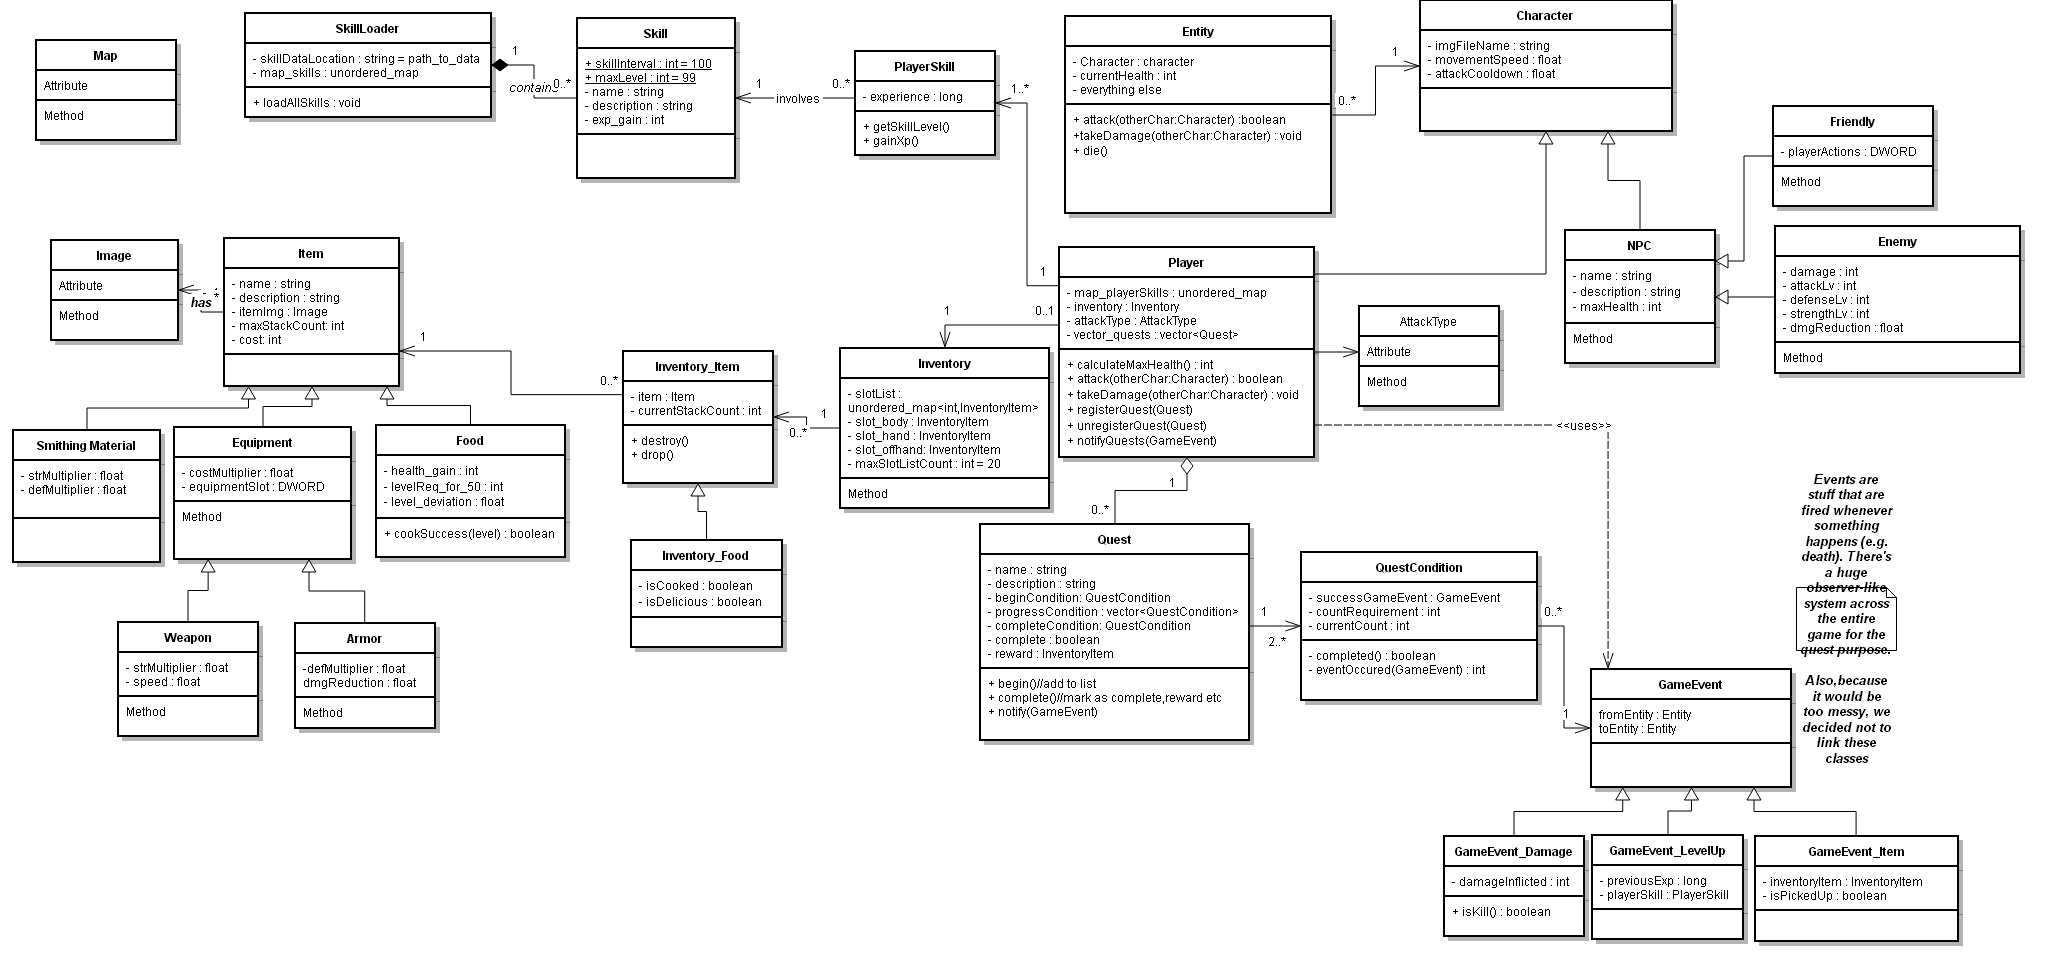 Map
Attribute
Method
SkillLoader
- skillDataLocation : string = path_to_data
- map_skills : unordered_map
+ loadAllSkills : void
1
contain
0..*
Skill
+ skillInterval : int = 100
+ maxLevel : int = 99
- name : string
- description : string
- exp_gain : int
1
involves
0..*
PlayerSkill
- experience : long
+ getSkillLevel()
+ gainXp()
1..*
Entity
- Character : character
- currentHealth : int
- everything else
+ attack(otherChar:Character) :boolean
+takeDamage(otherChar:Character) : void
+ die()
0..*
1
Character
- imgFileName : string
- movementSpeed : float
- attackCooldown : float
Friendly
- playerActions : DWORD
Method
NPC
- name : string
- description : string
- maxHealth : int
Method
Enemy
- damage : int
- attackLv : int
- defenseLv : int
- strengthLv : int
- dmgReduction : float
Method
Image
Attribute
Method
has
*
Item
- name : string
- description : string
- itemImg : Image
- maxStackCount: int
- cost: int
1
0..*
Inventory_Item
- item : Item
- currentStackCount : int
+ destroy()
+ drop()
0..*
1
Inventory
- slotList :
unordered_map<int,InventoryItem>
- slot_body : InventoryItem
- slot_hand : InventoryItem
- slot_offhand: InventoryItem
- maxSlotListCount : int = 20
Method
1
0..1
1
Player
- map_playerSkills : unordered_map
- inventory : Inventory
- attackType : AttackType
- vector_quests : vector<Quest>
+ calculateMaxHealth() : int
+ attack(otherChar:Character) : boolean
+ takeDamage(otherChar:Character) : void
+ registerQuest(Quest)
+ unregisterQuest(Quest)
+ notifyQuests(GameEvent)
AttackType
Attribute
Method
<<uses>>
Smithing Material
- strMultiplier : float
- defMultiplier : float
Equipment
- costMultiplier : float
- equipmentSlot : DWORD
Method
Food
- health_gain : int
- levelReq_for_50 : int
- level_deviation : float
+ cookSuccess(level) : boolean
Weapon
- strMultiplier : float
- speed : float
Method
Armor
-defMultiplier : float
dmgReduction : float
Method
Inventory_Food
- isCooked : boolean
- isDelicious : boolean
1
0..*
Quest
- name : string
- description : string
- beginCondition: QuestCondition
- progressCondition : vector<QuestCondition>
- completeCondition: QuestCondition
- complete : boolean
- reward : InventoryItem
+ begin()//add to list
+ complete()//mark as complete,reward etc
+ notify(GameEvent)
1
2..*
QuestCondition
- successGameEvent : GameEvent
- countRequirement : int
- currentCount : int
- completed() : boolean
- eventOccured(GameEvent) : int
0..*
1
GameEvent
fromEntity : Entity
toEntity : Entity
Events are
stuff that are
fired whenever
something
happens (e.g.
death). There's
a huge
observer-like
system across
the entire
game for the
quest purpose.
Also,because
it would be
too messy, we
decided not to
link these
classes
GameEvent_Damage
- damageInflicted : int
+ isKill() : boolean
GameEvent_LevelUp
- previousExp : long
- playerSkill : PlayerSkill
GameEvent_Item
- inventoryItem : InventoryItem
- isPickedUp : boolean